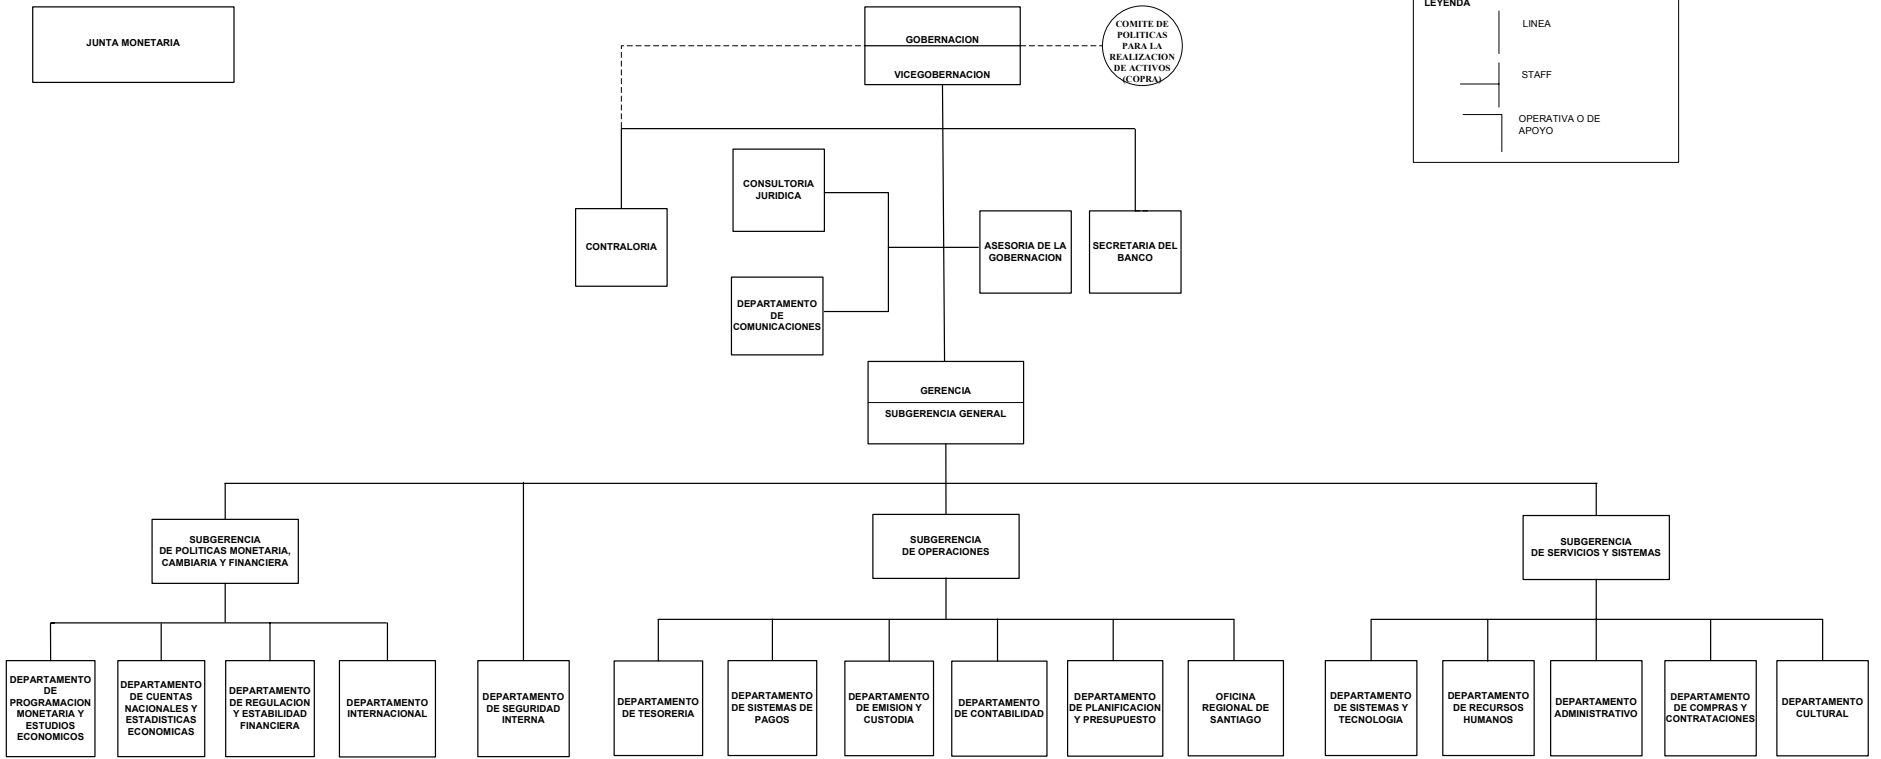 JUNTA MONETARIA
GOBERNACION
VICEGOBERNACION
COMITE DE
POLITICAS
PARA LA
REALIZACION
DE ACTIVOS
(COPRA)
LEYENDA
LINEA
STAFF
OPERATIVA O DE
APOYO
CONSULTORIA
JURIDICA
CONTRALORIA
ASESORIA DE LA
GOBERNACION
SECRETARIA DEL
BANCO
DEPARTAMENTO
DE
COMUNICACIONES
GERENCIA
SUBGERENCIA GENERAL
SUBGERENCIA
DE POLITICAS MONETARIA,
CAMBIARIA Y FINANCIERA
SUBGERENCIA
DE OPERACIONES
SUBGERENCIA
DE SERVICIOS Y SISTEMAS
DEPARTAMENTO
DE
PROGRAMACION
MONETARIA Y
ESTUDIOS
ECONOMICOS
DEPARTAMENTO
DE CUENTAS
NACIONALES Y
ESTADISTICAS
ECONOMICAS
DEPARTAMENTO
DE REGULACION
Y ESTABILIDAD
FINANCIERA
DEPARTAMENTO
INTERNACIONAL
DEPARTAMENTO
DE SEGURIDAD
INTERNA
DEPARTAMENTO
DE TESORERIA
DEPARTAMENTO
DE SISTEMAS DE
PAGOS
DEPARTAMENTO
DE EMISION Y
CUSTODIA
DEPARTAMENTO
DE CONTABILIDAD
DEPARTAMENTO
DE PLANIFICACION
Y PRESUPUESTO
OFICINA
REGIONAL DE
SANTIAGO
DEPARTAMENTO
DE SISTEMAS Y
TECNOLOGIA
DEPARTAMENTO
DE RECURSOS
HUMANOS
DEPARTAMENTO
ADMINISTRATIVO
DEPARTAMENTO
DE COMPRAS Y
CONTRATACIONES
DEPARTAMENTO
CULTURAL